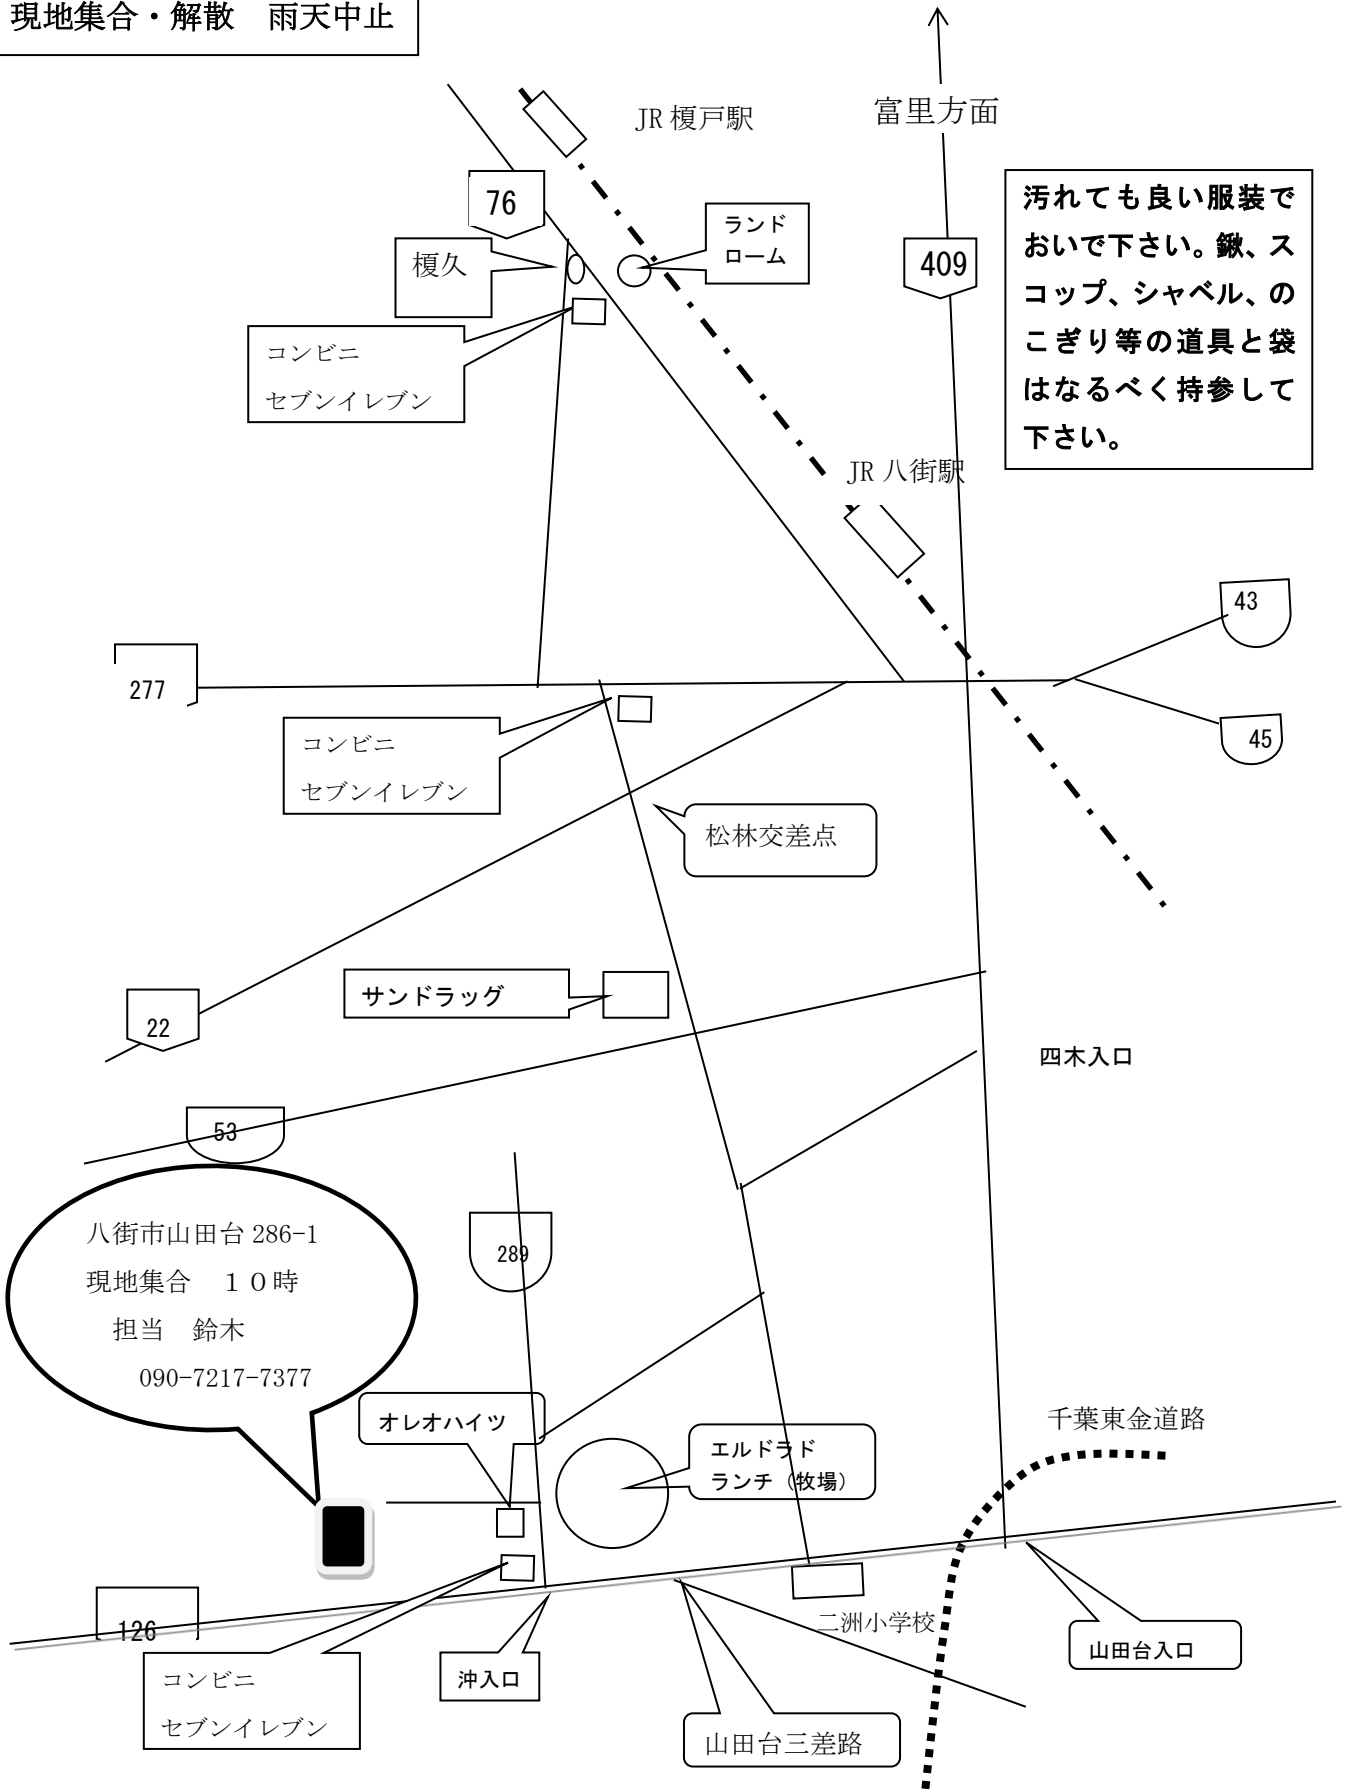 現地集合・解散　雨天中止
JR 榎戸駅
富里方面
76
ランド
ローム
409
榎久
汚れても良い服装で
おいで下さい。鍬、ス
コップ、シャベル、の
こぎり等の道具と袋
はなるべく持参して
下さい。
コンビニ
セブンイレブン
JR 八街駅
43
277
45
コンビニ
セブンイレブン
松林交差点
サンドラッグ
22
四木入口
53
八街市山田台 286-1
現地集合　１０時
担当　鈴木
090-7217-7377
289
オレオハイツ
エルドラド
ランチ（牧場）
千葉東金道路
126
二洲小学校
山田台入口
コンビニ
セブンイレブン
沖入口
山田台三差路